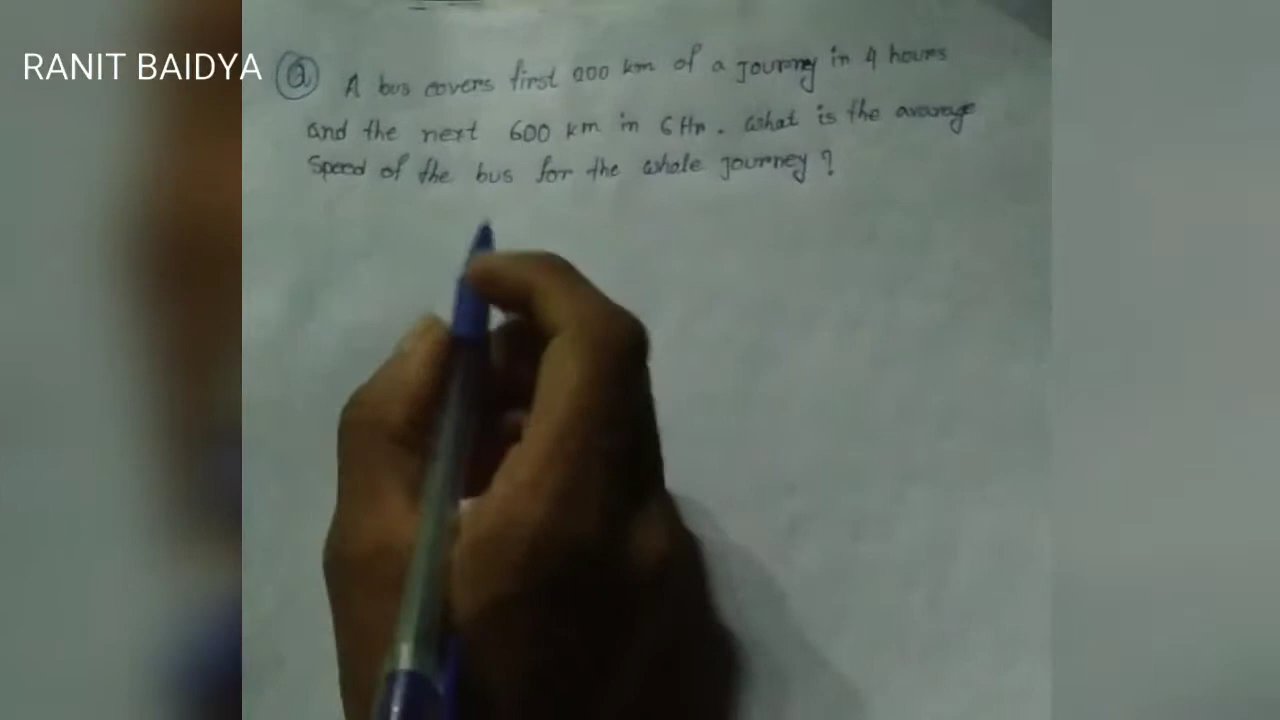 RANIT BAIDYA
Q. A bus covers first 200 km of a journey in 4 hours
and the next 600 km in 6 Hr. What is the avarage
Speed of the bus for the whole journey ?